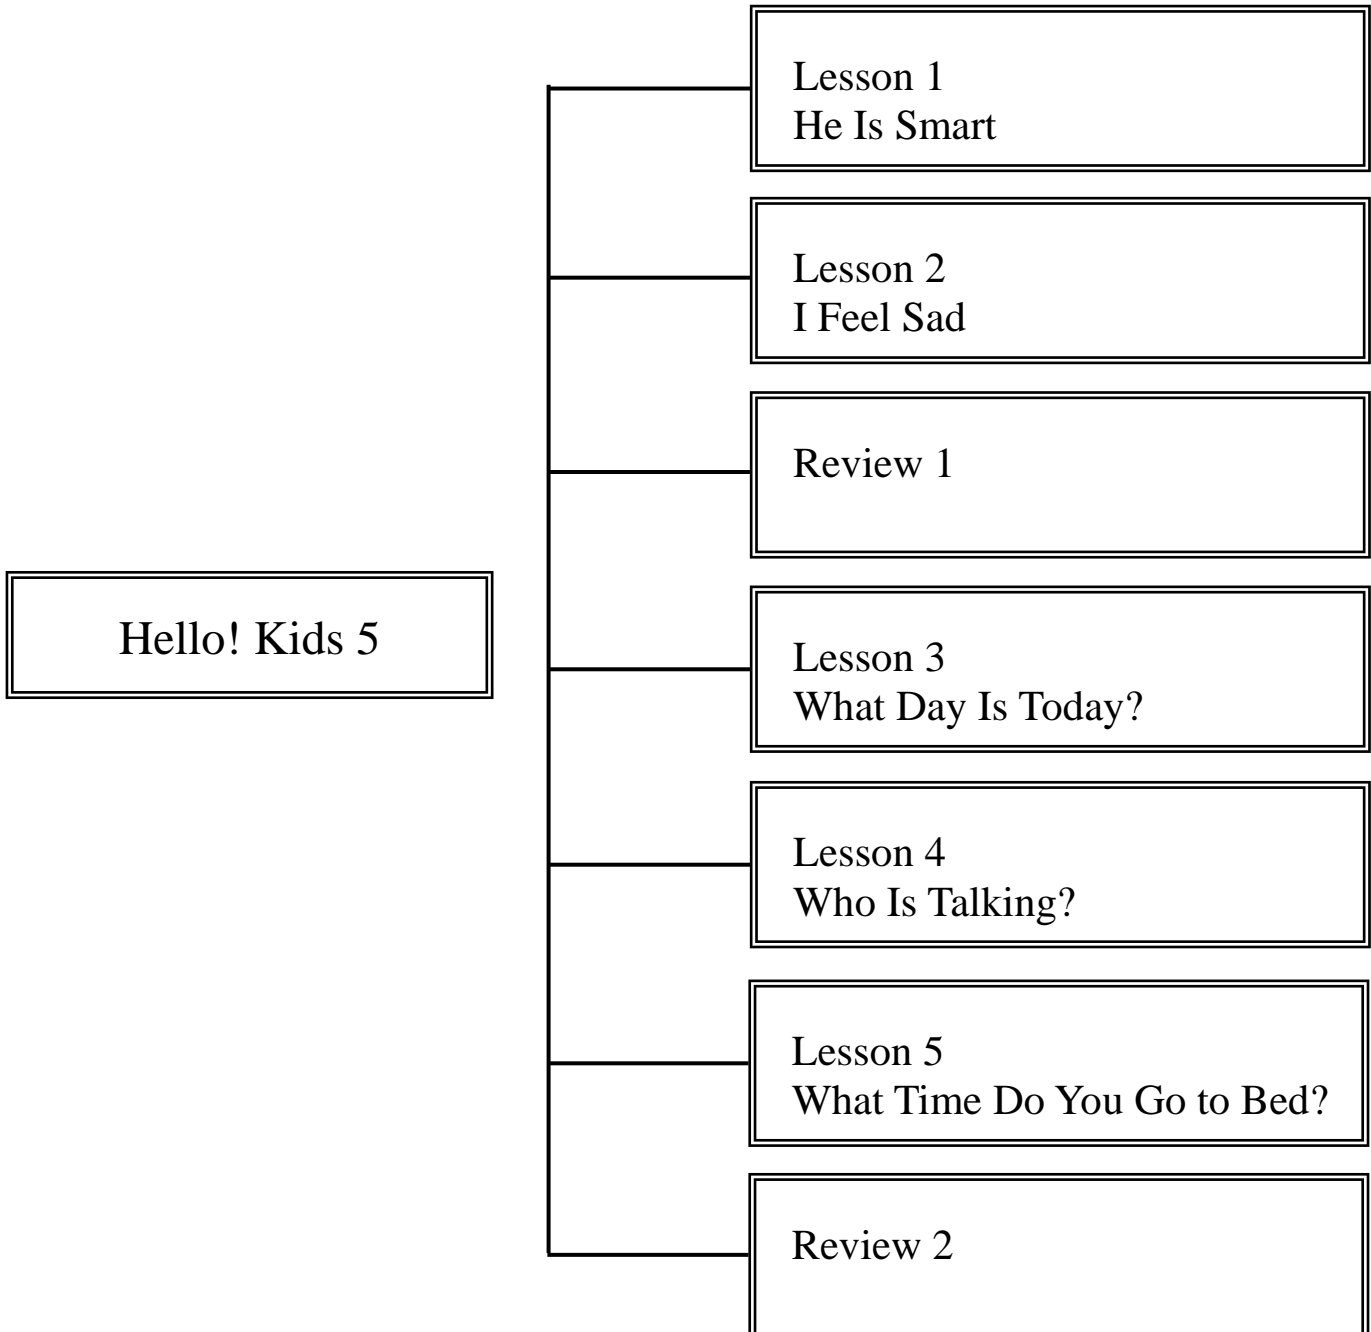 Hello! Kids 5
Lesson 1
He Is Smart
Lesson 2
I Feel Sad
Review 1
Lesson 3
What Day Is Today?
Lesson 4
Who Is Talking?
Lesson 5
What Time Do You Go to Bed?
Review 2